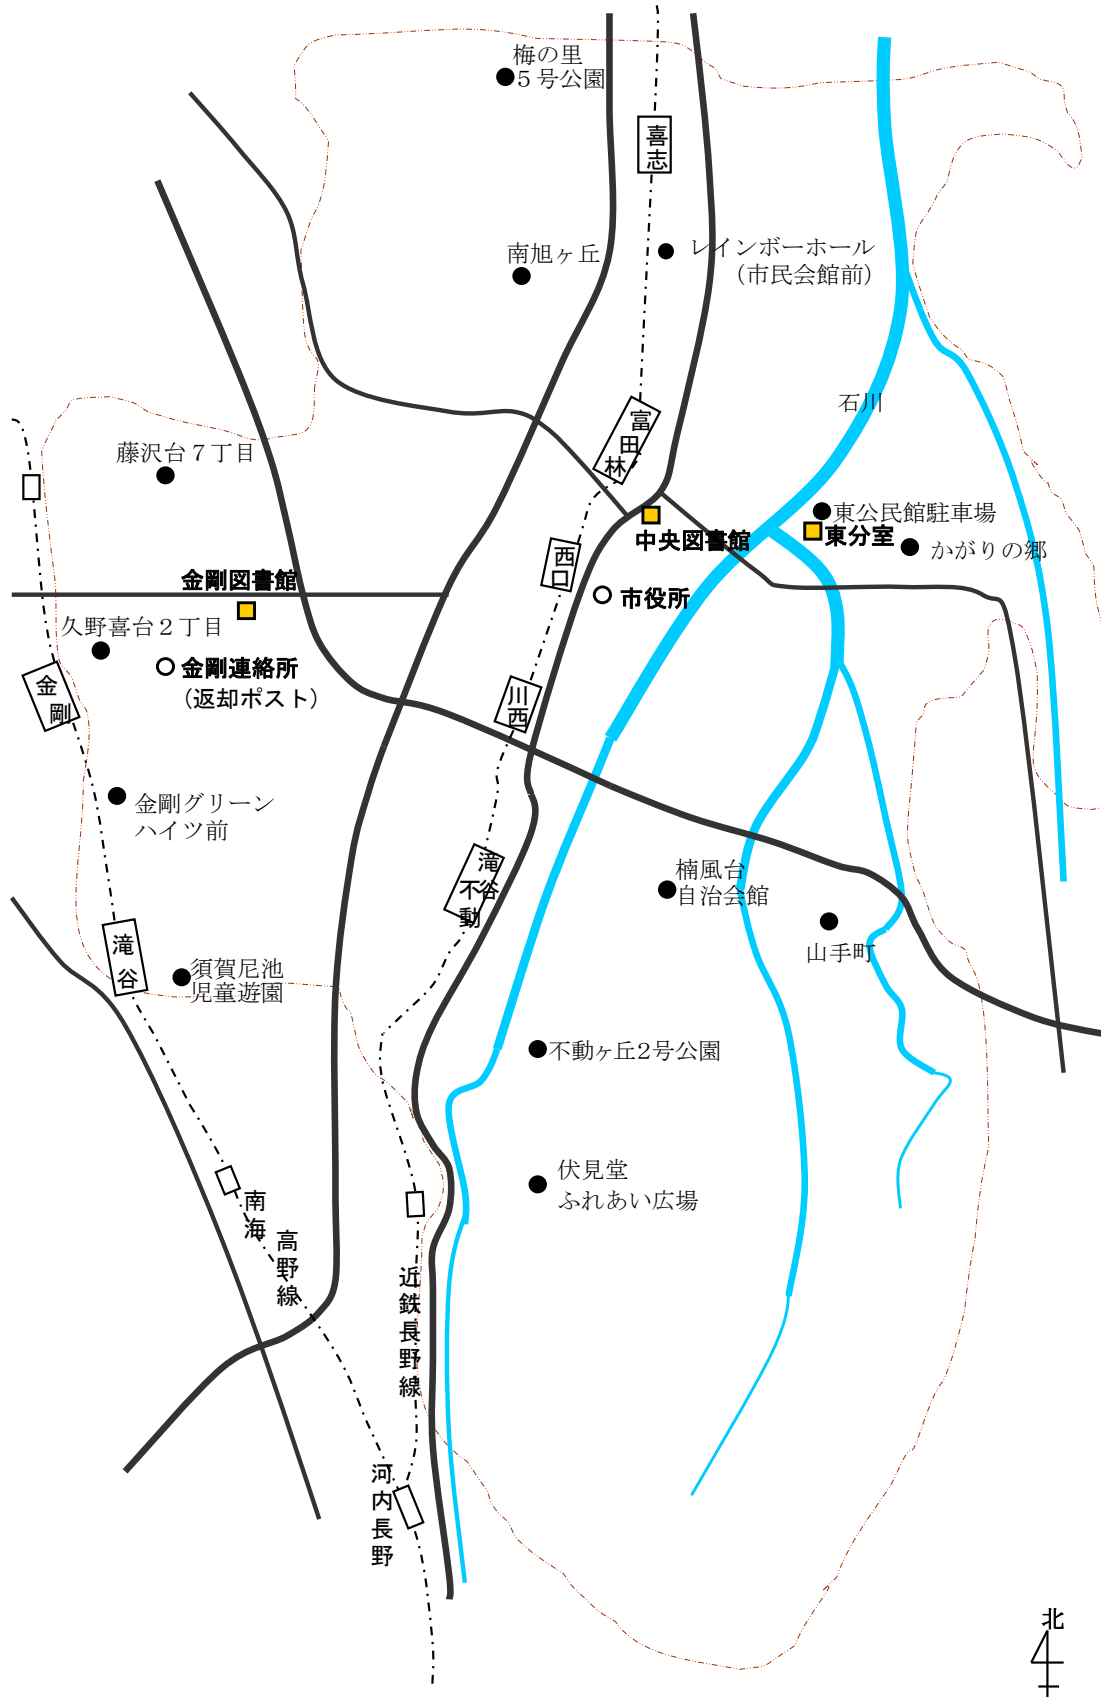 梅の里
５号公園
喜志
南旭ヶ丘
レインボーホール
（市民会館前）
石川
富田林
藤沢台７丁目
東公民館駐車場
東分室
かがりの郷
中央図書館
西口
金剛図書館
市役所
久野喜台２丁目
金剛連絡所
（返却ポスト）
金剛
川西
金剛グリーン
ハイツ前
滝谷不動
楠風台
自治会館
山手町
滝谷
須賀尼池
児童遊園
不動ヶ丘2号公園
伏見堂
ふれあい広場
南海
高野線
近鉄長野線
河内長野
北